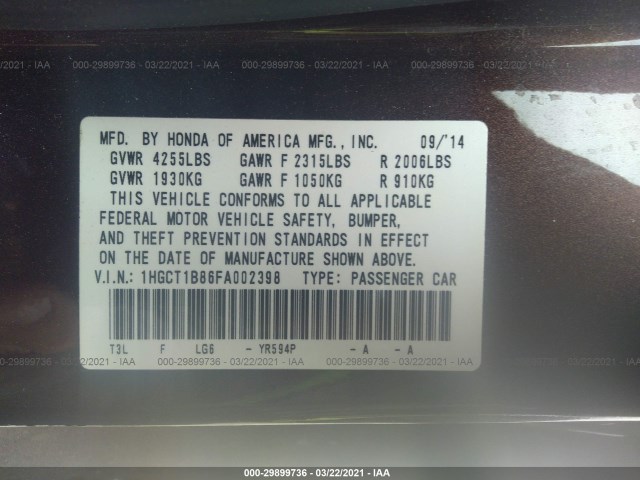 000-29899736 - 03/22/2021 - IAA
MFD. BY HONDA OF AMERICA MFG., INC. 09/'14
GVWR 4255LBS GAWR F 2315LBS R 2006LBS
GVWR 1930KG GAWR F 1050KG R 910KG
THIS VEHICLE CONFORMS TO ALL APPLICABLE
FEDERAL MOTOR VEHICLE SAFETY, BUMPER,
AND THEFT PREVENTION STANDARDS IN EFFECT
ON THE DATE OF MANUFACTURE SHOWN ABOVE.
V.I.N.: 1HGCT1B86FA002398 TYPE: PASSENGER CAR
T3L F LG6 - YR594P - A - A
/2021 - IAA 000-29899736 - 03/22/2021 - IAA 000-29899736 - 03/22/2021 - IAA 000-29899736
000-29899736 - 03/22/2021 - IAA